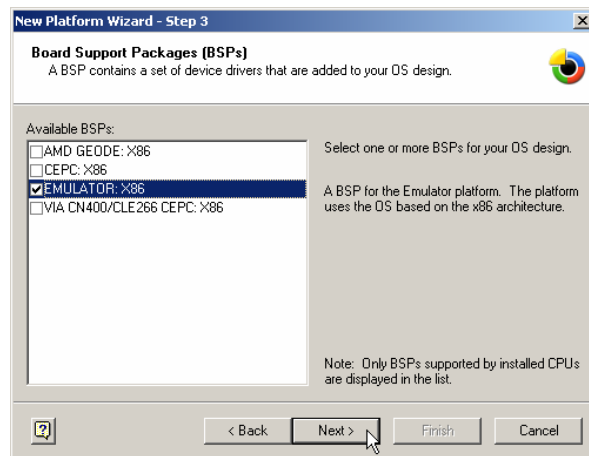 New Platform Wizard - Step 3
Board Support Packages (BSPs)
A BSP contains a set of device drivers that are added to your OS design.
Available BSPs:
AMD GEODE: X86
CEPC: X86
EMULATOR: X86
VIA CN400/CLE266 CEPC: X86
Select one or more BSPs for your OS design.
A BSP for the Emulator platform. The platform
uses the OS based on the x86 architecture.
Note: Only BSPs supported by installed CPUs
are displayed in the list.
?
< Back
Next >
Finish
Cancel